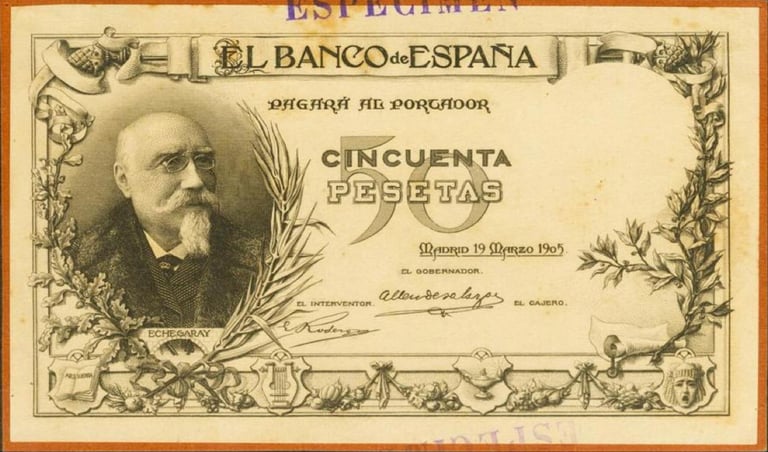 ESPECIMEN
EL BANCO de ESPAÑA
PAGARÁ AL PORTADOR
50
CINCUENTA
PESETAS
MADRID 19 MARZO 1905
EL GOBERNADOR.
EL INTERVENTOR.
EL CAJERO.
ECHEGARAY
ESPECIMEN